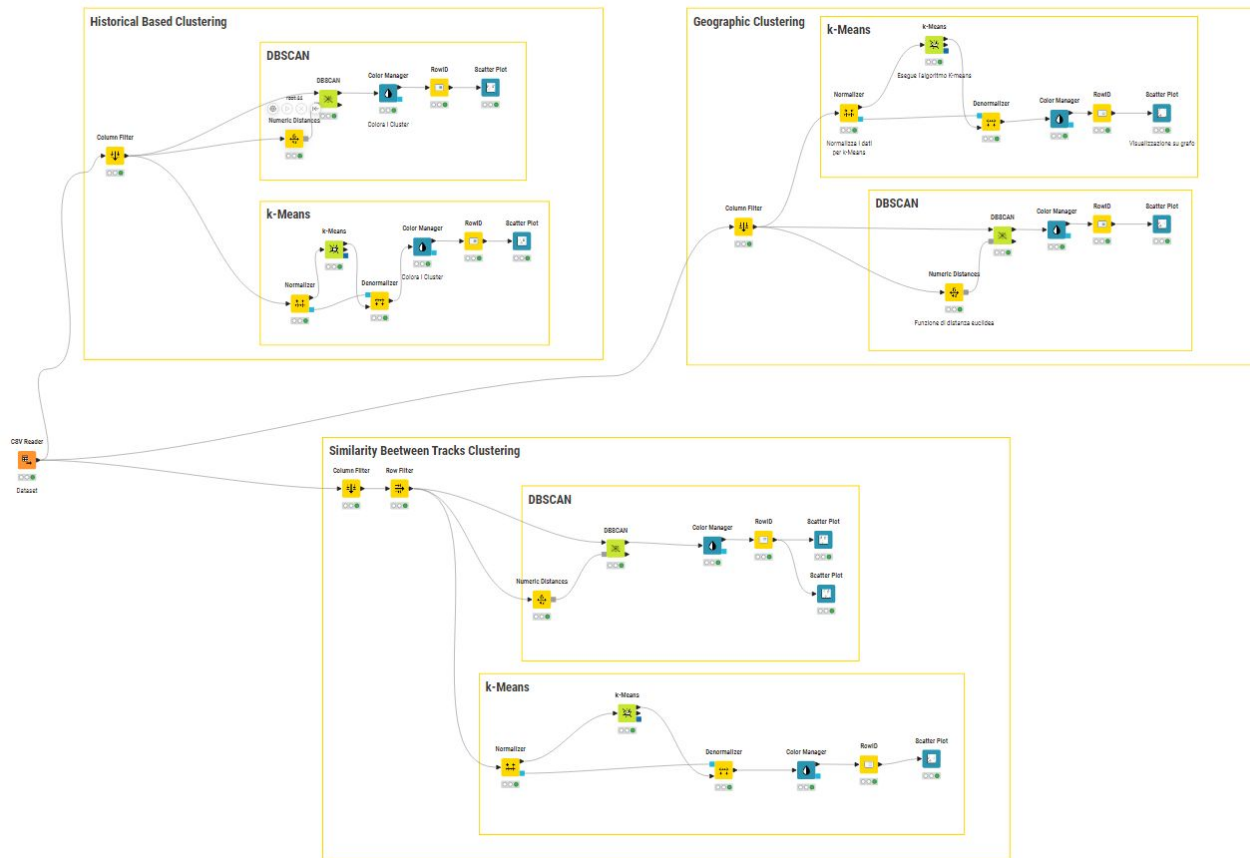 Historical Based Clustering
DBSCAN
DBSCAN
Color Manager
RowID
Scatter Plot
Colora I Cluster
Numeric Distances
Column Filter
k-Means
k-Means
Color Manager
RowID
Scatter Plot
Colora I Cluster
Normalizer
Denormalizer
Geographic Clustering
k-Means
k-Means
Esegue l'algoritmo K-means
Normalizer
Denormalizer
Color Manager
RowID
Scatter Plot
Normalizza i dati
per k-Means
Visualizzazione su grafo
Column Filter
DBSCAN
DBSCAN
Color Manager
RowID
Scatter Plot
Numeric Distances
Funzione di distanza euclidea
CSV Reader
Dataset
Similarity Beetween Tracks Clustering
Column Filter
Row Filter
DBSCAN
DBSCAN
Color Manager
RowID
Scatter Plot
Scatter Plot
Numeric Distances
k-Means
k-Means
Normalizer
Denormalizer
Color Manager
RowID
Scatter Plot